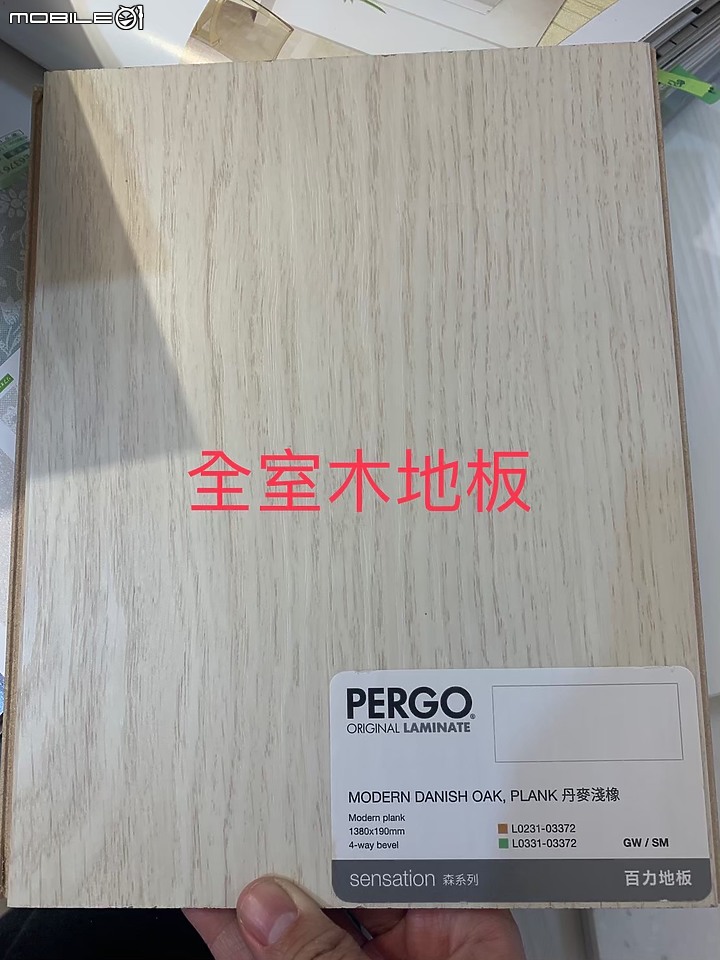 MOBILE01
全室木地板
PERGO®
ORIGINAL LAMINATE
MODERN DANISH OAK, PLANK 丹麥淺橡
Modern plank
1380x190mm
4-way bevel
L0231-03372
L0331-03372
GW / SM
sensation 森系列
百力地板